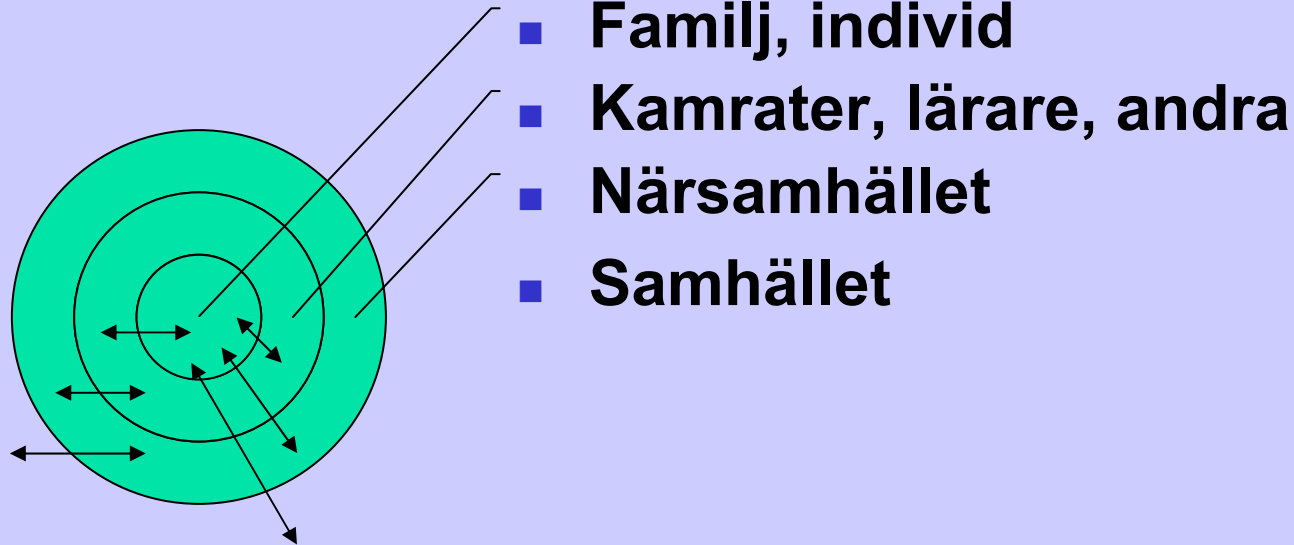 Familj, individ
Kamrater, lärare, andra
Närsamhället
Samhället